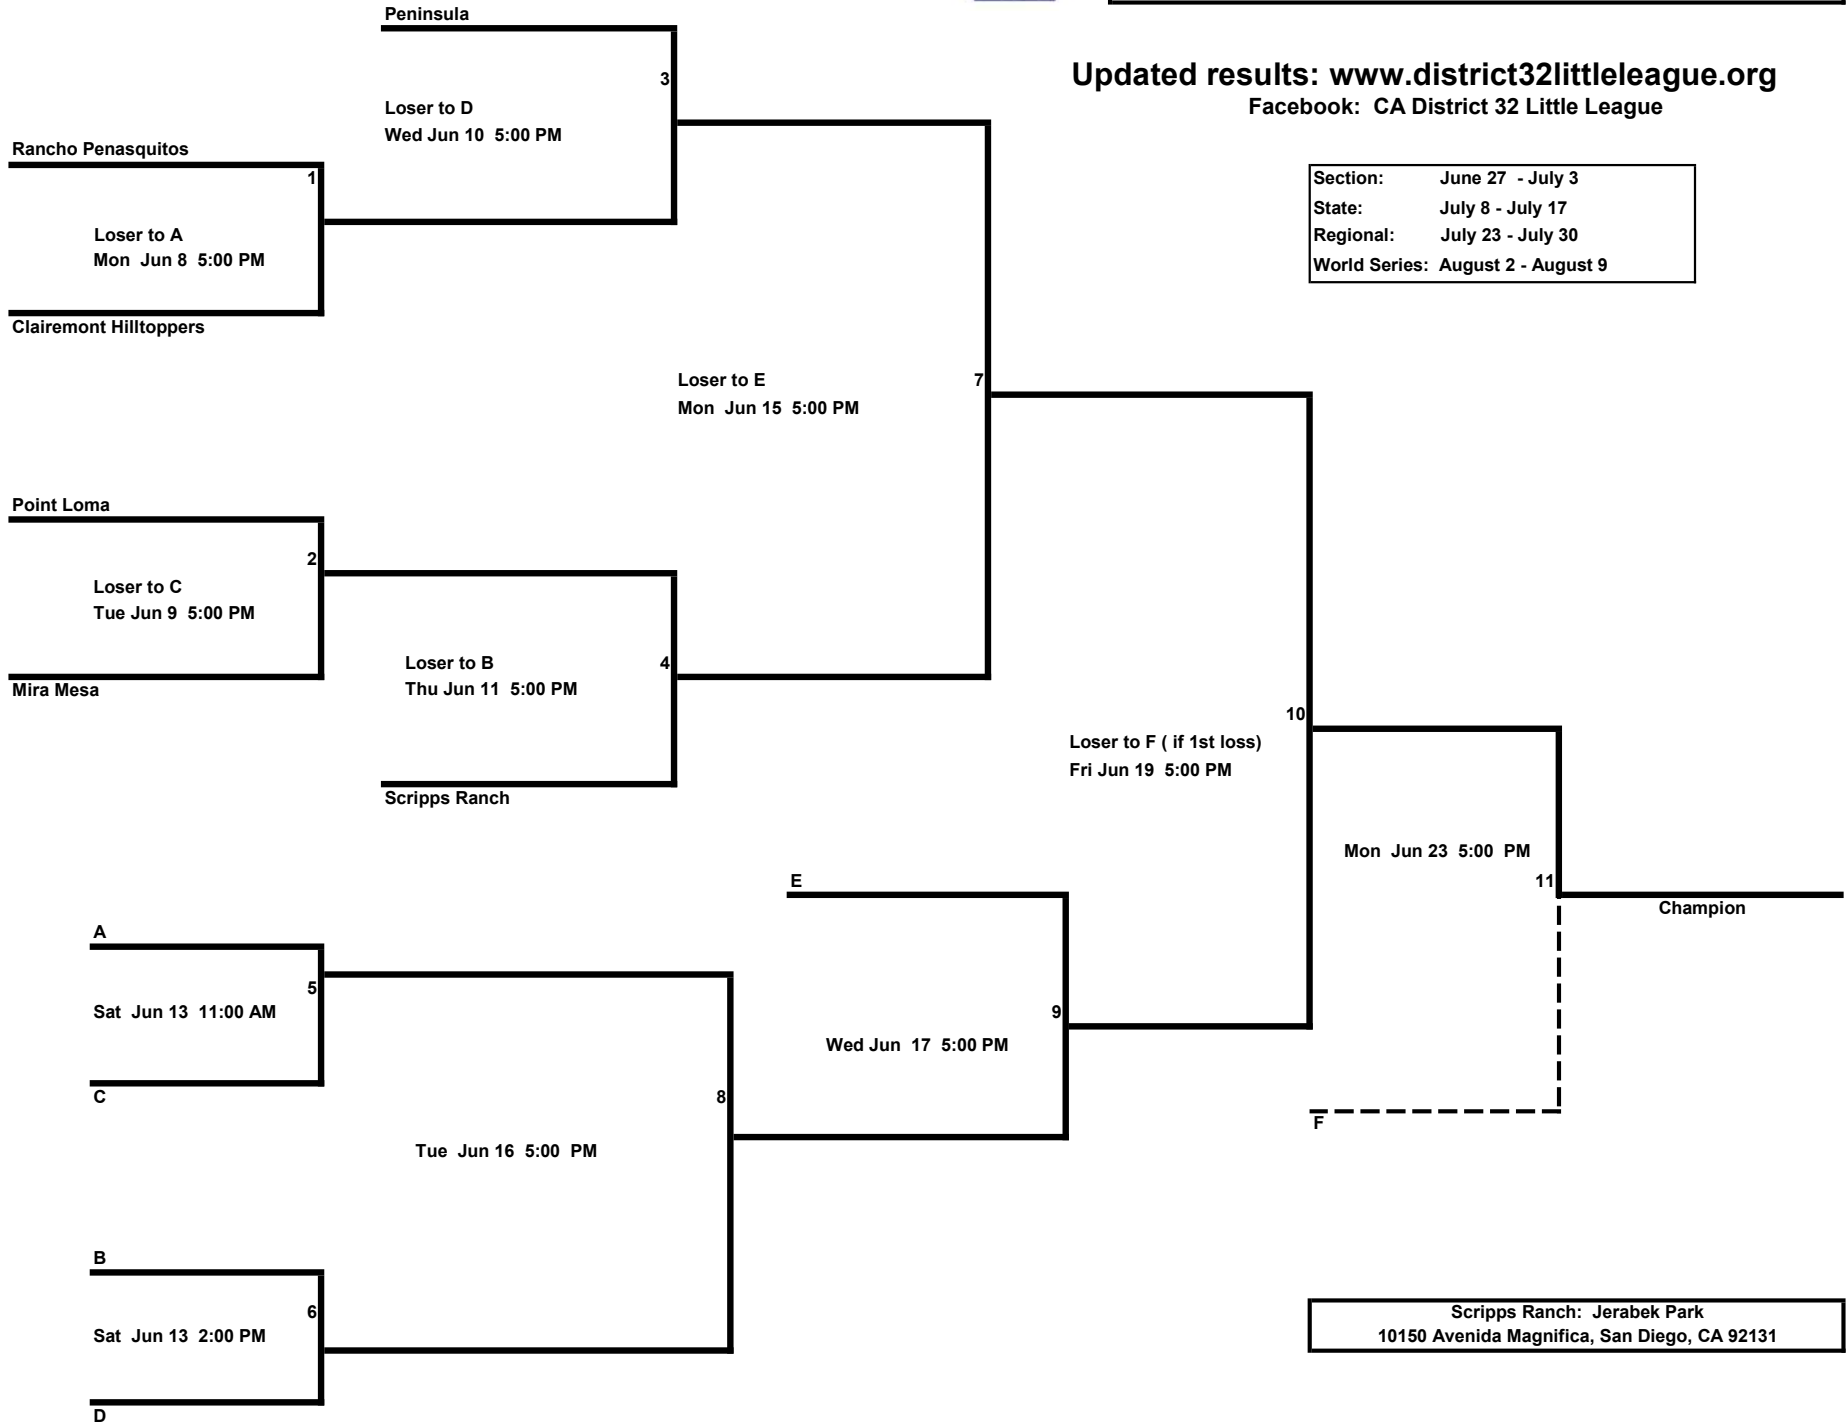 Peninsula
3
Updated results: www.district32littleleague.org
Facebook: CA District 32 Little League
Loser to D
Wed Jun 10 5:00 PM
Rancho Penasquitos
1
Section: June 27 - July 3
State: July 8 - July 17
Regional: July 23 - July 30
World Series: August 2 - August 9
Loser to A
Mon Jun 8 5:00 PM
Clairemont Hilltoppers
Loser to E
Mon Jun 15 5:00 PM
7
Point Loma
2
Loser to C
Tue Jun 9 5:00 PM
Mira Mesa
Loser to B
Thu Jun 11 5:00 PM
4
Scripps Ranch
10
Loser to F ( if 1st loss)
Fri Jun 19 5:00 PM
Mon Jun 23 5:00 PM
11
Champion
E
A
5
Sat Jun 13 11:00 AM
C
9
Wed Jun 17 5:00 PM
8
Tue Jun 16 5:00 PM
F
B
6
Sat Jun 13 2:00 PM
D
Scripps Ranch: Jerabek Park
10150 Avenida Magnifica, San Diego, CA 92131